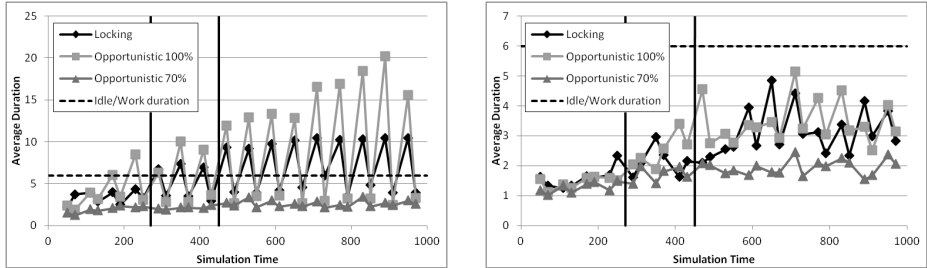 25
20
15
10
5
0
Average Duration
Locking
Opportunistic 100%
Opportunistic 70%
Idle/Work duration
0 200 400 600 800 1000
Simulation Time
7
6
5
4
3
2
1
0
Average Duration
Locking
Opportunistic 100%
Opportunistic 70%
Idle/Work duration
0 200 400 600 800 1000
Simulation Time